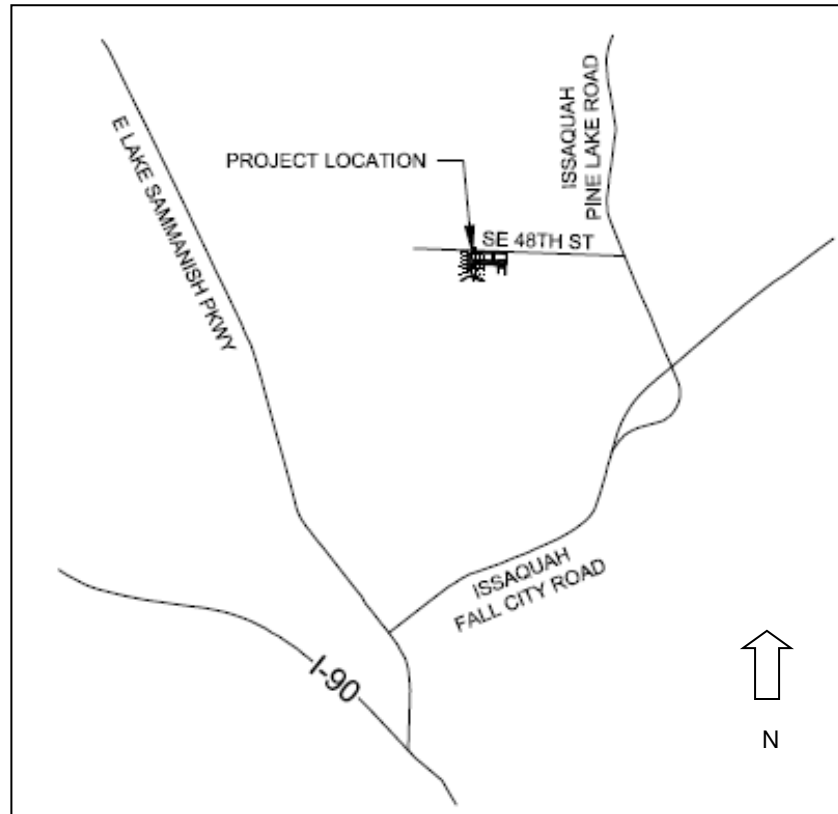 ISSAQUAH
PINE LAKE ROAD
E LAKE SAMMANISH PKWY
PROJECT LOCATION
SE 48TH ST
ISSAQUAH
FALL CITY ROAD
I-90
N